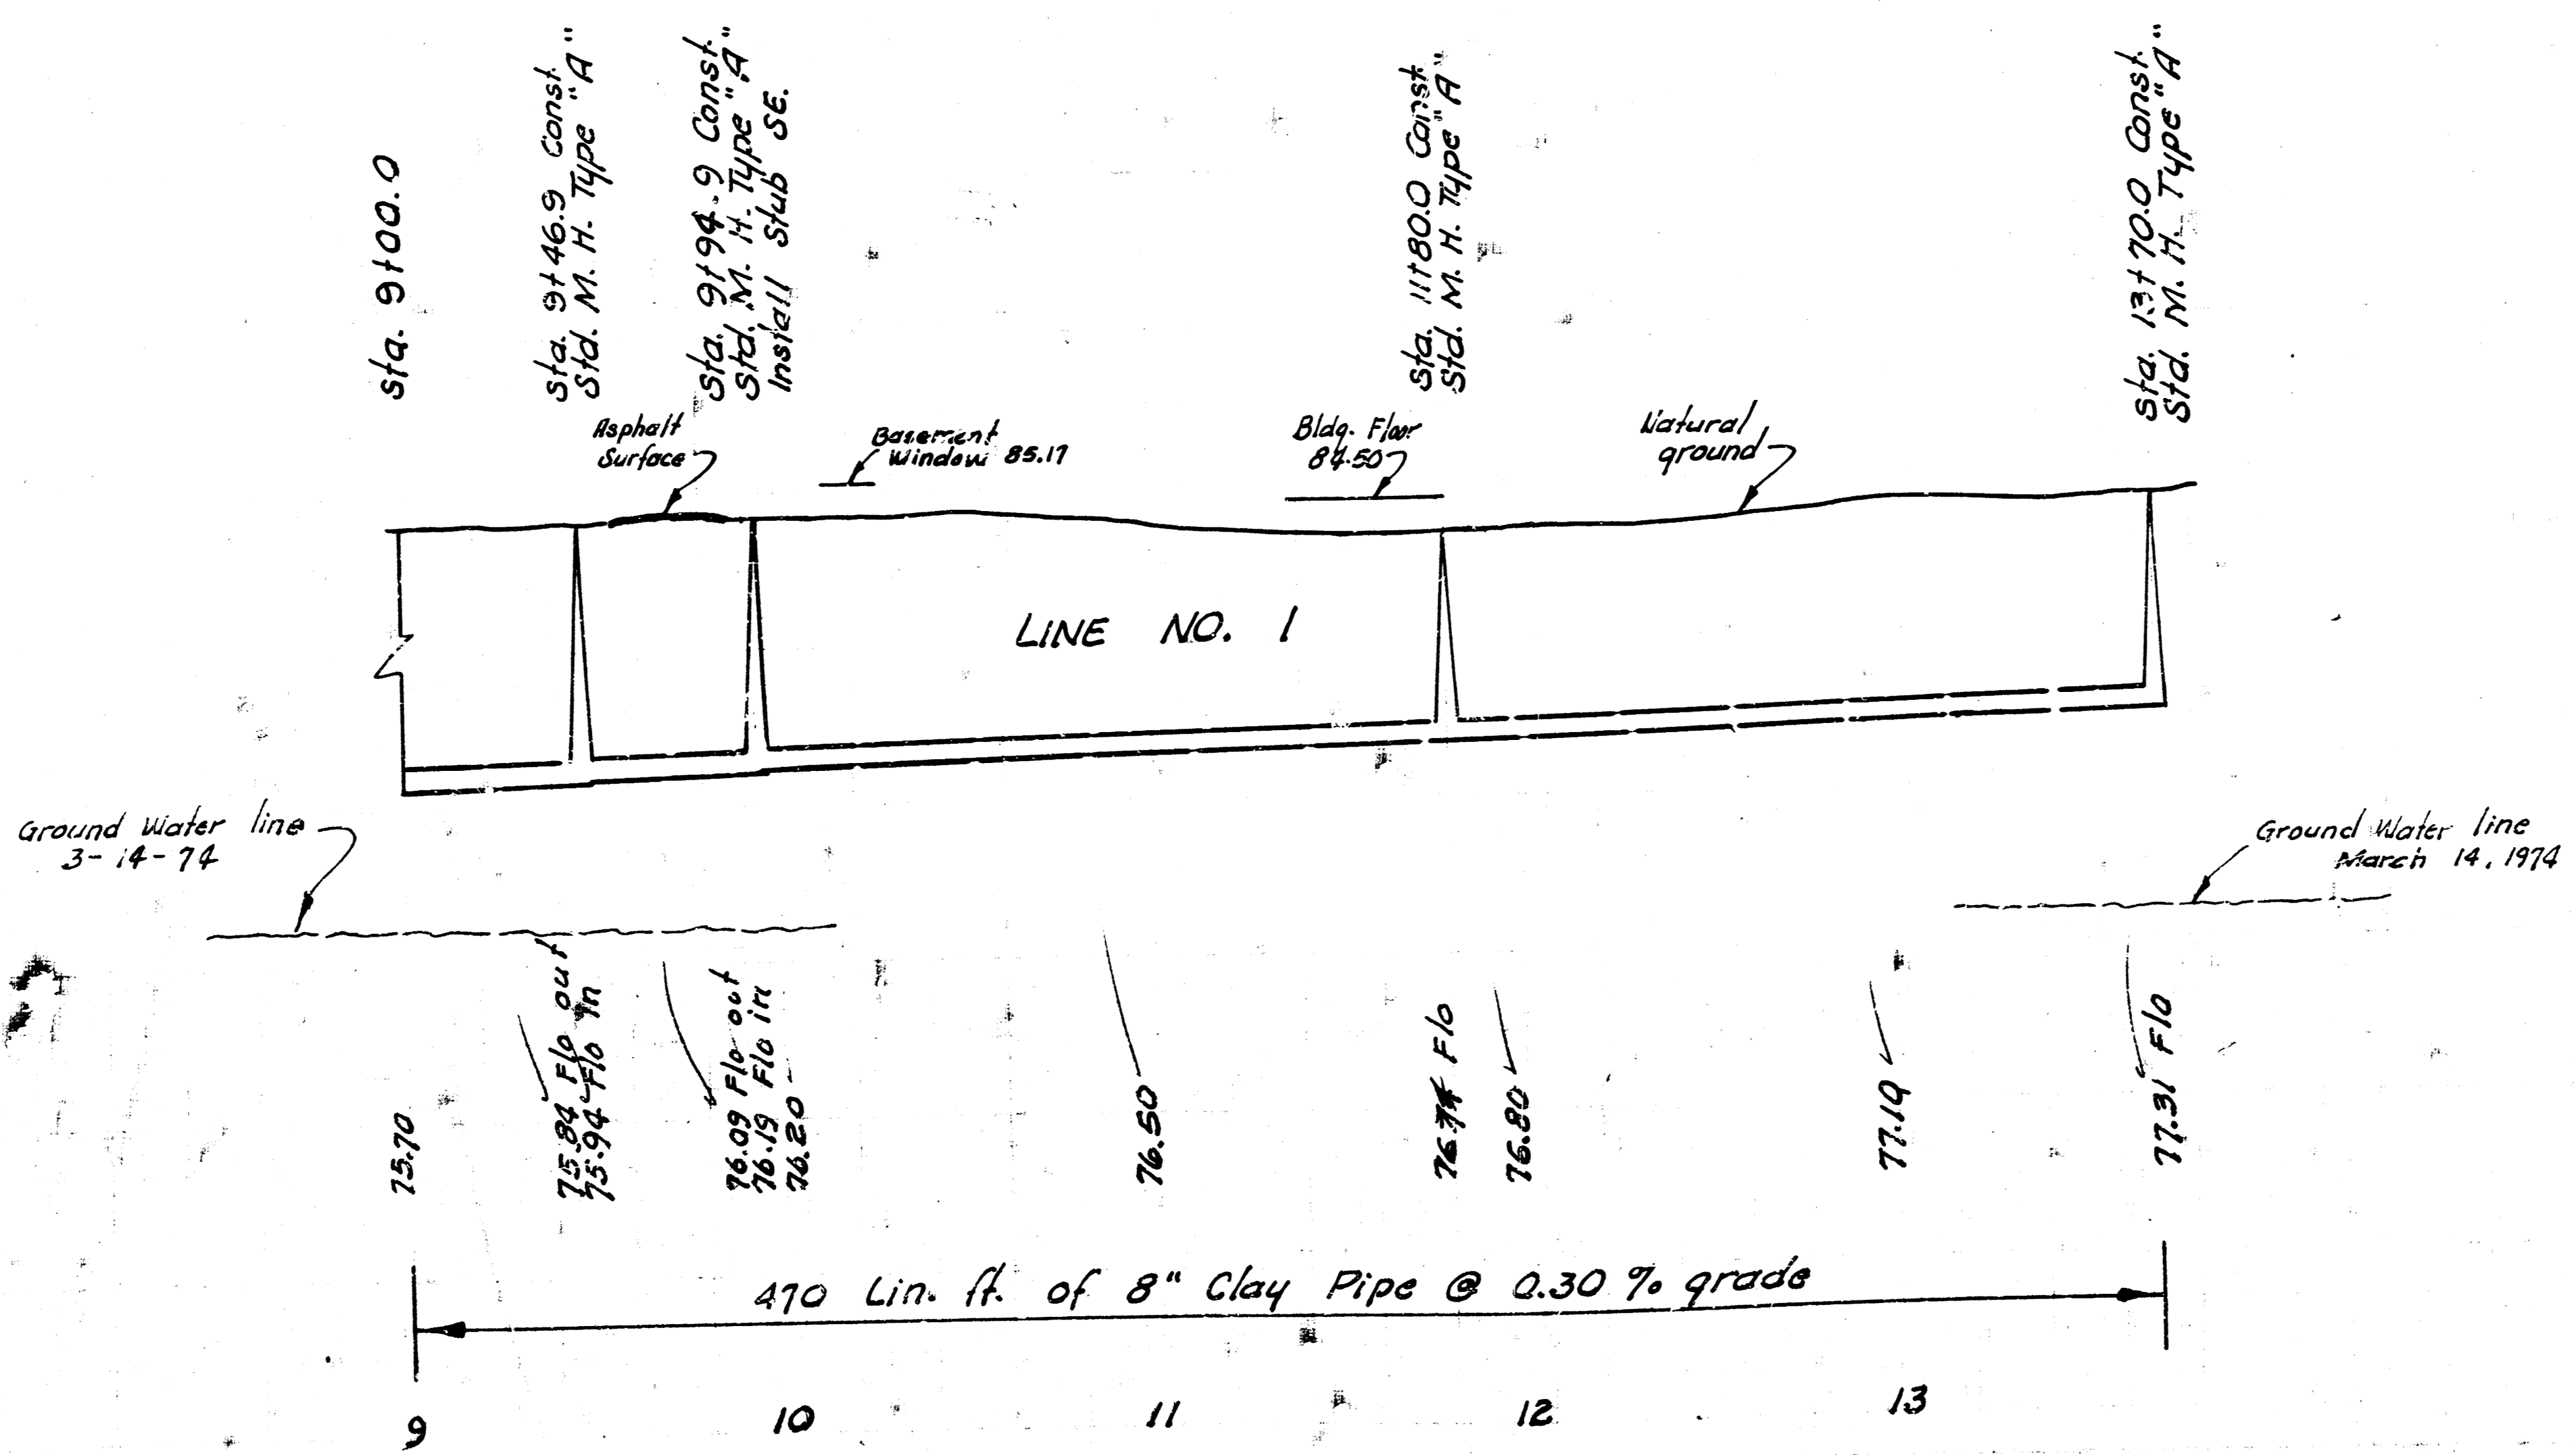 Sta. 9+00.0
Sta. 9+46.9 Const.
Std. M. H. Type "A"
Sta. 9+94.9 Const.
Std. M. H. Type "A"
Install Stub SE.
Sta. 11+80.0 Const
Std. M. H. Type "A"
Sta. 13+70.0 Const.
Std. M. H. Type "A"
Asphalt
Surface
Basement
Window 85.17
Bldg. Floor
84.50
Natural
ground
LINE NO. 1
Ground Water line
3-14-74
Ground Water line
March 14, 1974
75.70
75.84 Flo out
75.94 Flo in
76.09 Flo out
76.19 Flo in
76.20
76.50
76.74 Flo
76.80
77.19
77.31 Flo
470 Lin. ft. of 8" Clay Pipe @ 0.30 % grade
9
10
11
12
13